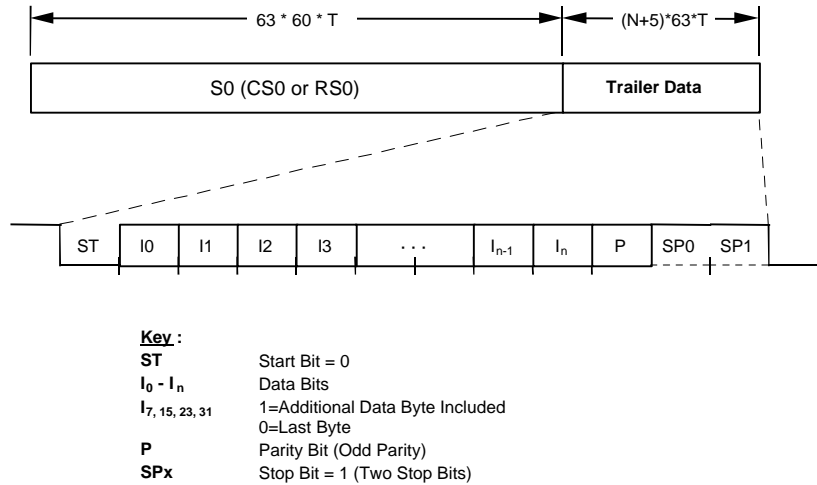 63 * 60 * T (N+5)*63*T
S0 (CS0 or RS0) Trailer Data
ST I0 I1 I2 I3 . . . In-1 In P SP0 SP1
Key :
ST Start Bit = 0
I0 - In Data Bits
I7, 15, 23, 31 1=Additional Data Byte Included
0=Last Byte
P Parity Bit (Odd Parity)
SPx Stop Bit = 1 (Two Stop Bits)